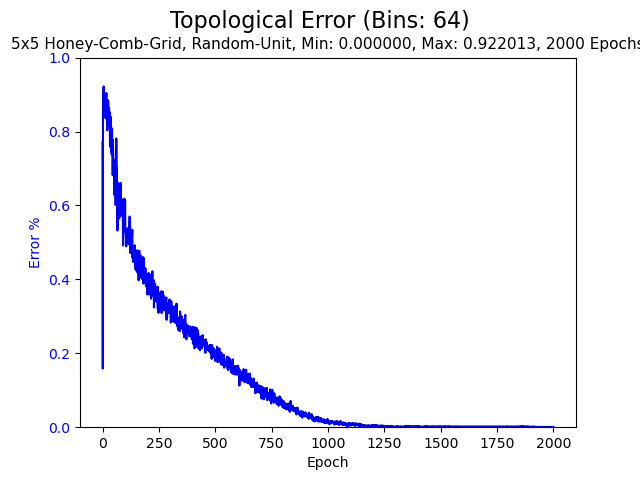 Topological Error (Bins: 64)
5x5 Honey-Comb-Grid, Random-Unit, Min: 0.000000, Max: 0.922013, 2000 Epochs
1.0
0.8
0.6
0.4
0.2
0.0
Error %
0 250 500 750 1000 1250 1500 1750 2000
Epoch